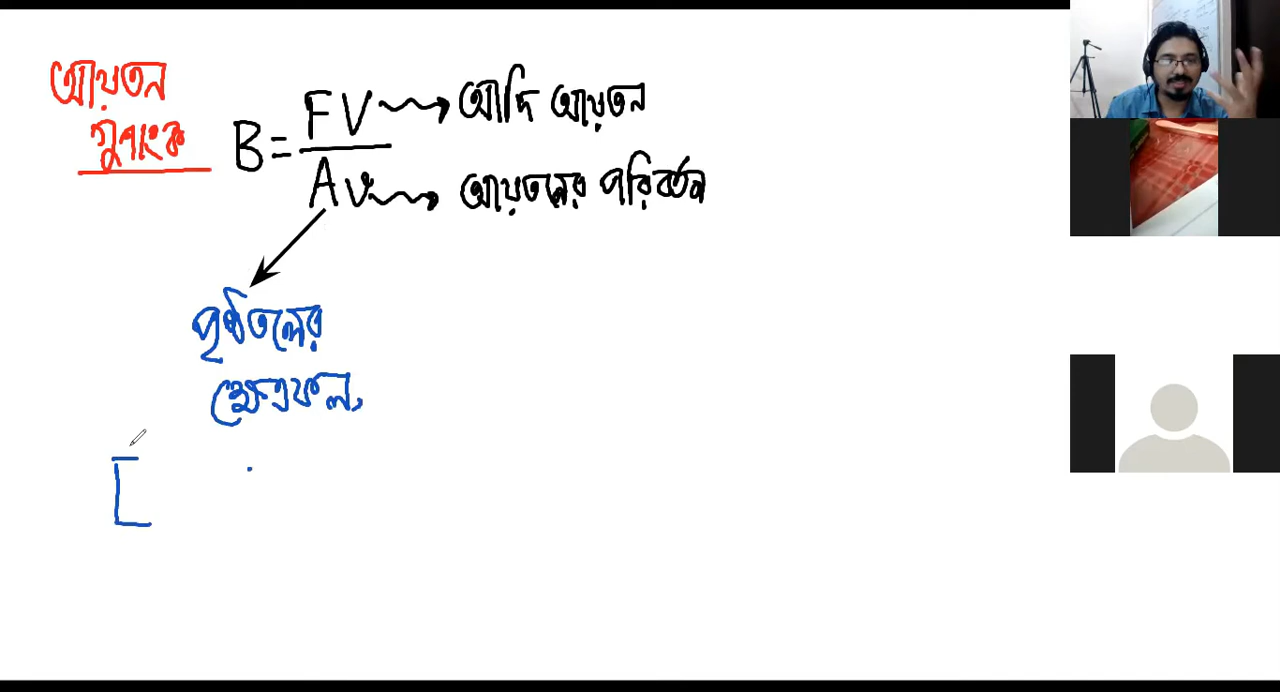 আয়তন
গুণাংক
B = FV / Av
আদি আয়তন
আয়তনের পরিবর্তন
পৃষ্ঠতলের
ক্ষেত্রফল,
[